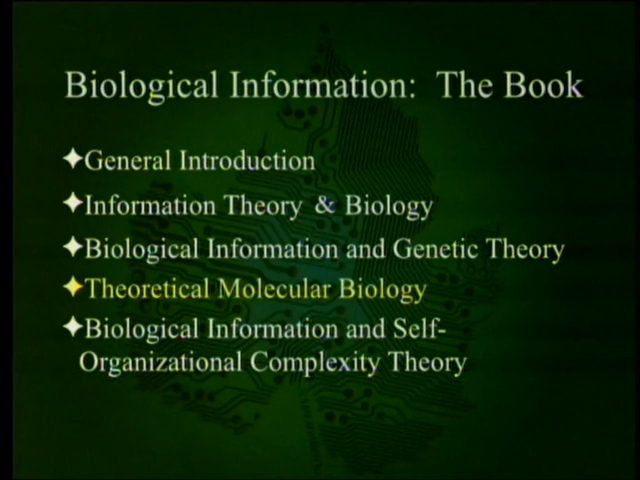 Biological Information: The Book
General Introduction
Information Theory & Biology
Biological Information and Genetic Theory
Theoretical Molecular Biology
Biological Information and Self-
Organizational Complexity Theory